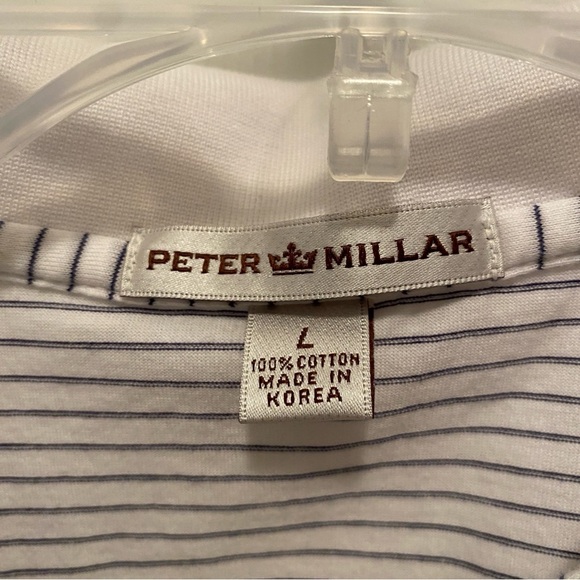 PETER MILLAR
L
100% COTTON
MADE IN
KOREA